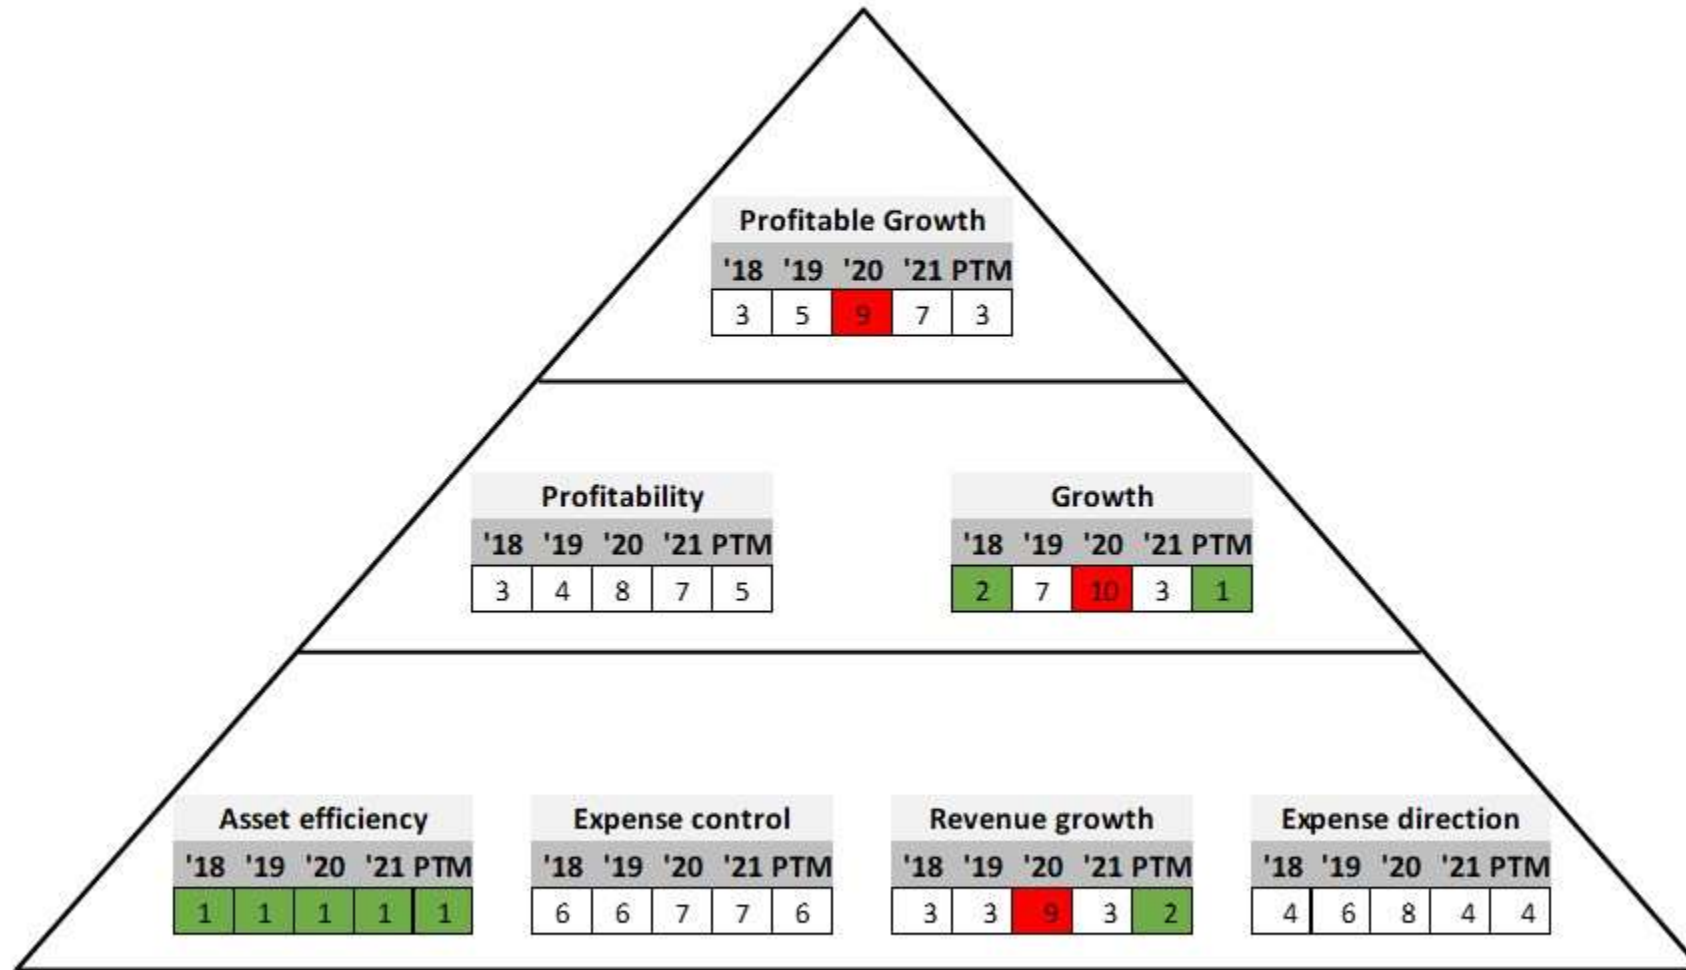 Profitable Growth
'18 '19 '20 '21 PTM
3 5 9 7 3
Profitability
'18 '19 '20 '21 PTM
3 4 8 7 5
Growth
'18 '19 '20 '21 PTM
2 7 10 3 1
Asset efficiency
'18 '19 '20 '21 PTM
1 1 1 1 1
Expense control
'18 '19 '20 '21 PTM
6 6 7 7 6
Revenue growth
'18 '19 '20 '21 PTM
3 3 9 3 2
Expense direction
'18 '19 '20 '21 PTM
4 6 8 4 4